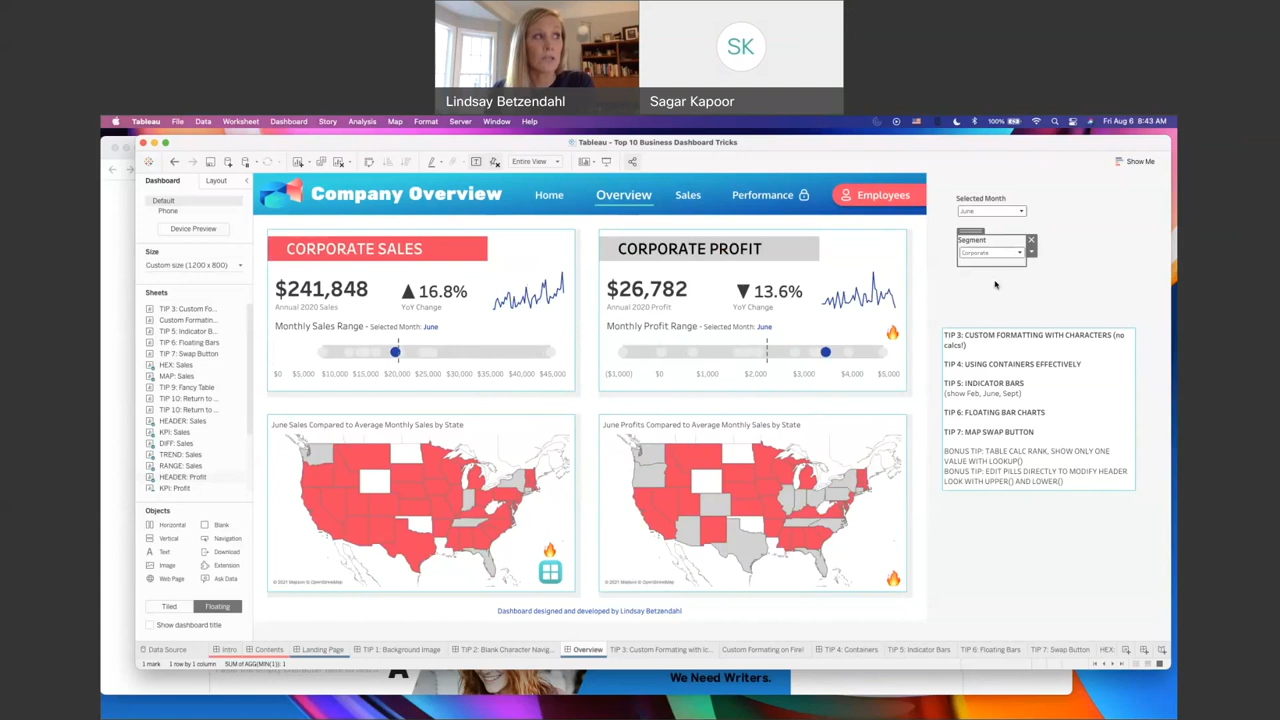 SK
Lindsay Betzendahl
Sagar Kapoor
Tableau File Data Worksheet Dashboard Story Analysis Map Format Server Window Help
100% Fri Aug 6 8:43 AM
Tableau - Top 10 Business Dashboard Tricks
Entire View
Show Me
Dashboard Layout
Default
Phone
Device Preview
Size
Custom size (1200 x 800)
Sheets
TIP 3: Custom Fo...
Custom Formatin...
TIP 5: Indicator B...
TIP 6: Floating Bars
TIP 7: Swap Button
HEX: Sales
MAP: Sales
TIP 9: Fancy Table
TIP 10: Return to ...
TIP 10: Return to ...
HEADER: Sales
KPI: Sales
DIFF: Sales
TREND: Sales
RANGE: Sales
HEADER: Profit
KPI: Profit
Objects
Horizontal Blank
Vertical Navigation
Text Download
Image Extension
Web Page Ask Data
Tiled Floating
Show dashboard title
Company Overview Home Overview Sales Performance Employees
CORPORATE SALES
$241,848 16.8%
Annual 2020 Sales YoY Change
Monthly Sales Range - Selected Month: June
$0 $5,000 $10,000 $15,000 $20,000 $25,000 $30,000 $35,000 $40,000 $45,000
CORPORATE PROFIT
$26,782 13.6%
Annual 2020 Profit YoY Change
Monthly Profit Range - Selected Month: June
($1,000) $0 $1,000 $2,000 $3,000 $4,000 $5,000
June Sales Compared to Average Monthly Sales by State
© 2021 Mapbox © OpenStreetMap
June Profits Compared to Average Monthly Sales by State
© 2021 Mapbox © OpenStreetMap
Dashboard designed and developed by Lindsay Betzendahl
Selected Month
June
Segment
Corporate
TIP 3: CUSTOM FORMATTING WITH CHARACTERS (no
calcs!)
TIP 4: USING CONTAINERS EFFECTIVELY
TIP 5: INDICATOR BARS
(show Feb, June, Sept)
TIP 6: FLOATING BAR CHARTS
TIP 7: MAP SWAP BUTTON
BONUS TIP: TABLE CALC RANK, SHOW ONLY ONE
VALUE WITH LOOKUP()
BONUS TIP: EDIT PILLS DIRECTLY TO MODIFY HEADER
LOOK WITH UPPER() AND LOWER()
Data Source Intro Contents Landing Page TIP 1: Background Image TIP 2: Blank Character Navig... Overview TIP 3: Custom Formating with ic... Custom Formating on Fire! TIP 4: Containers TIP 5: Indicator Bars TIP 6: Floating Bars TIP 7: Swap Button HEX:
1 mark 1 row by 1 column SUM of AGG(MIN(1)): 1
We Need Writers.